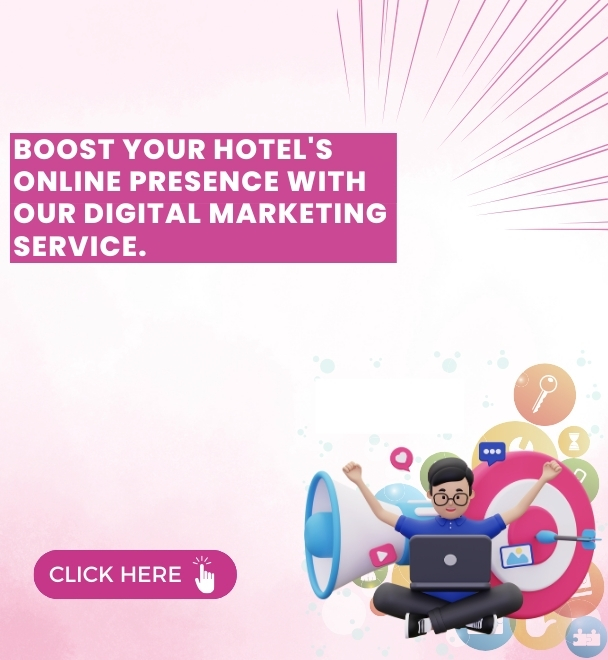 BOOST YOUR HOTEL'S
ONLINE PRESENCE WITH
OUR DIGITAL MARKETING
SERVICE.
CLICK HERE